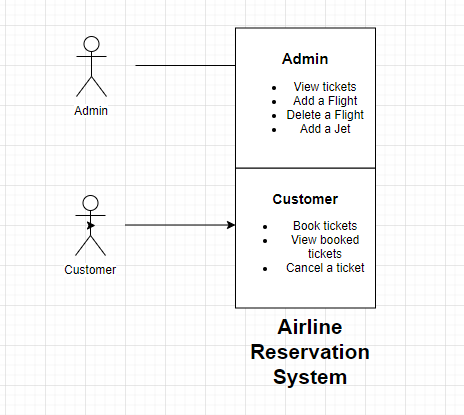 Admin
Admin
• View tickets
• Add a Flight
• Delete a Flight
• Add a Jet
Customer
Customer
• Book tickets
• View booked
tickets
• Cancel a ticket
Airline
Reservation
System